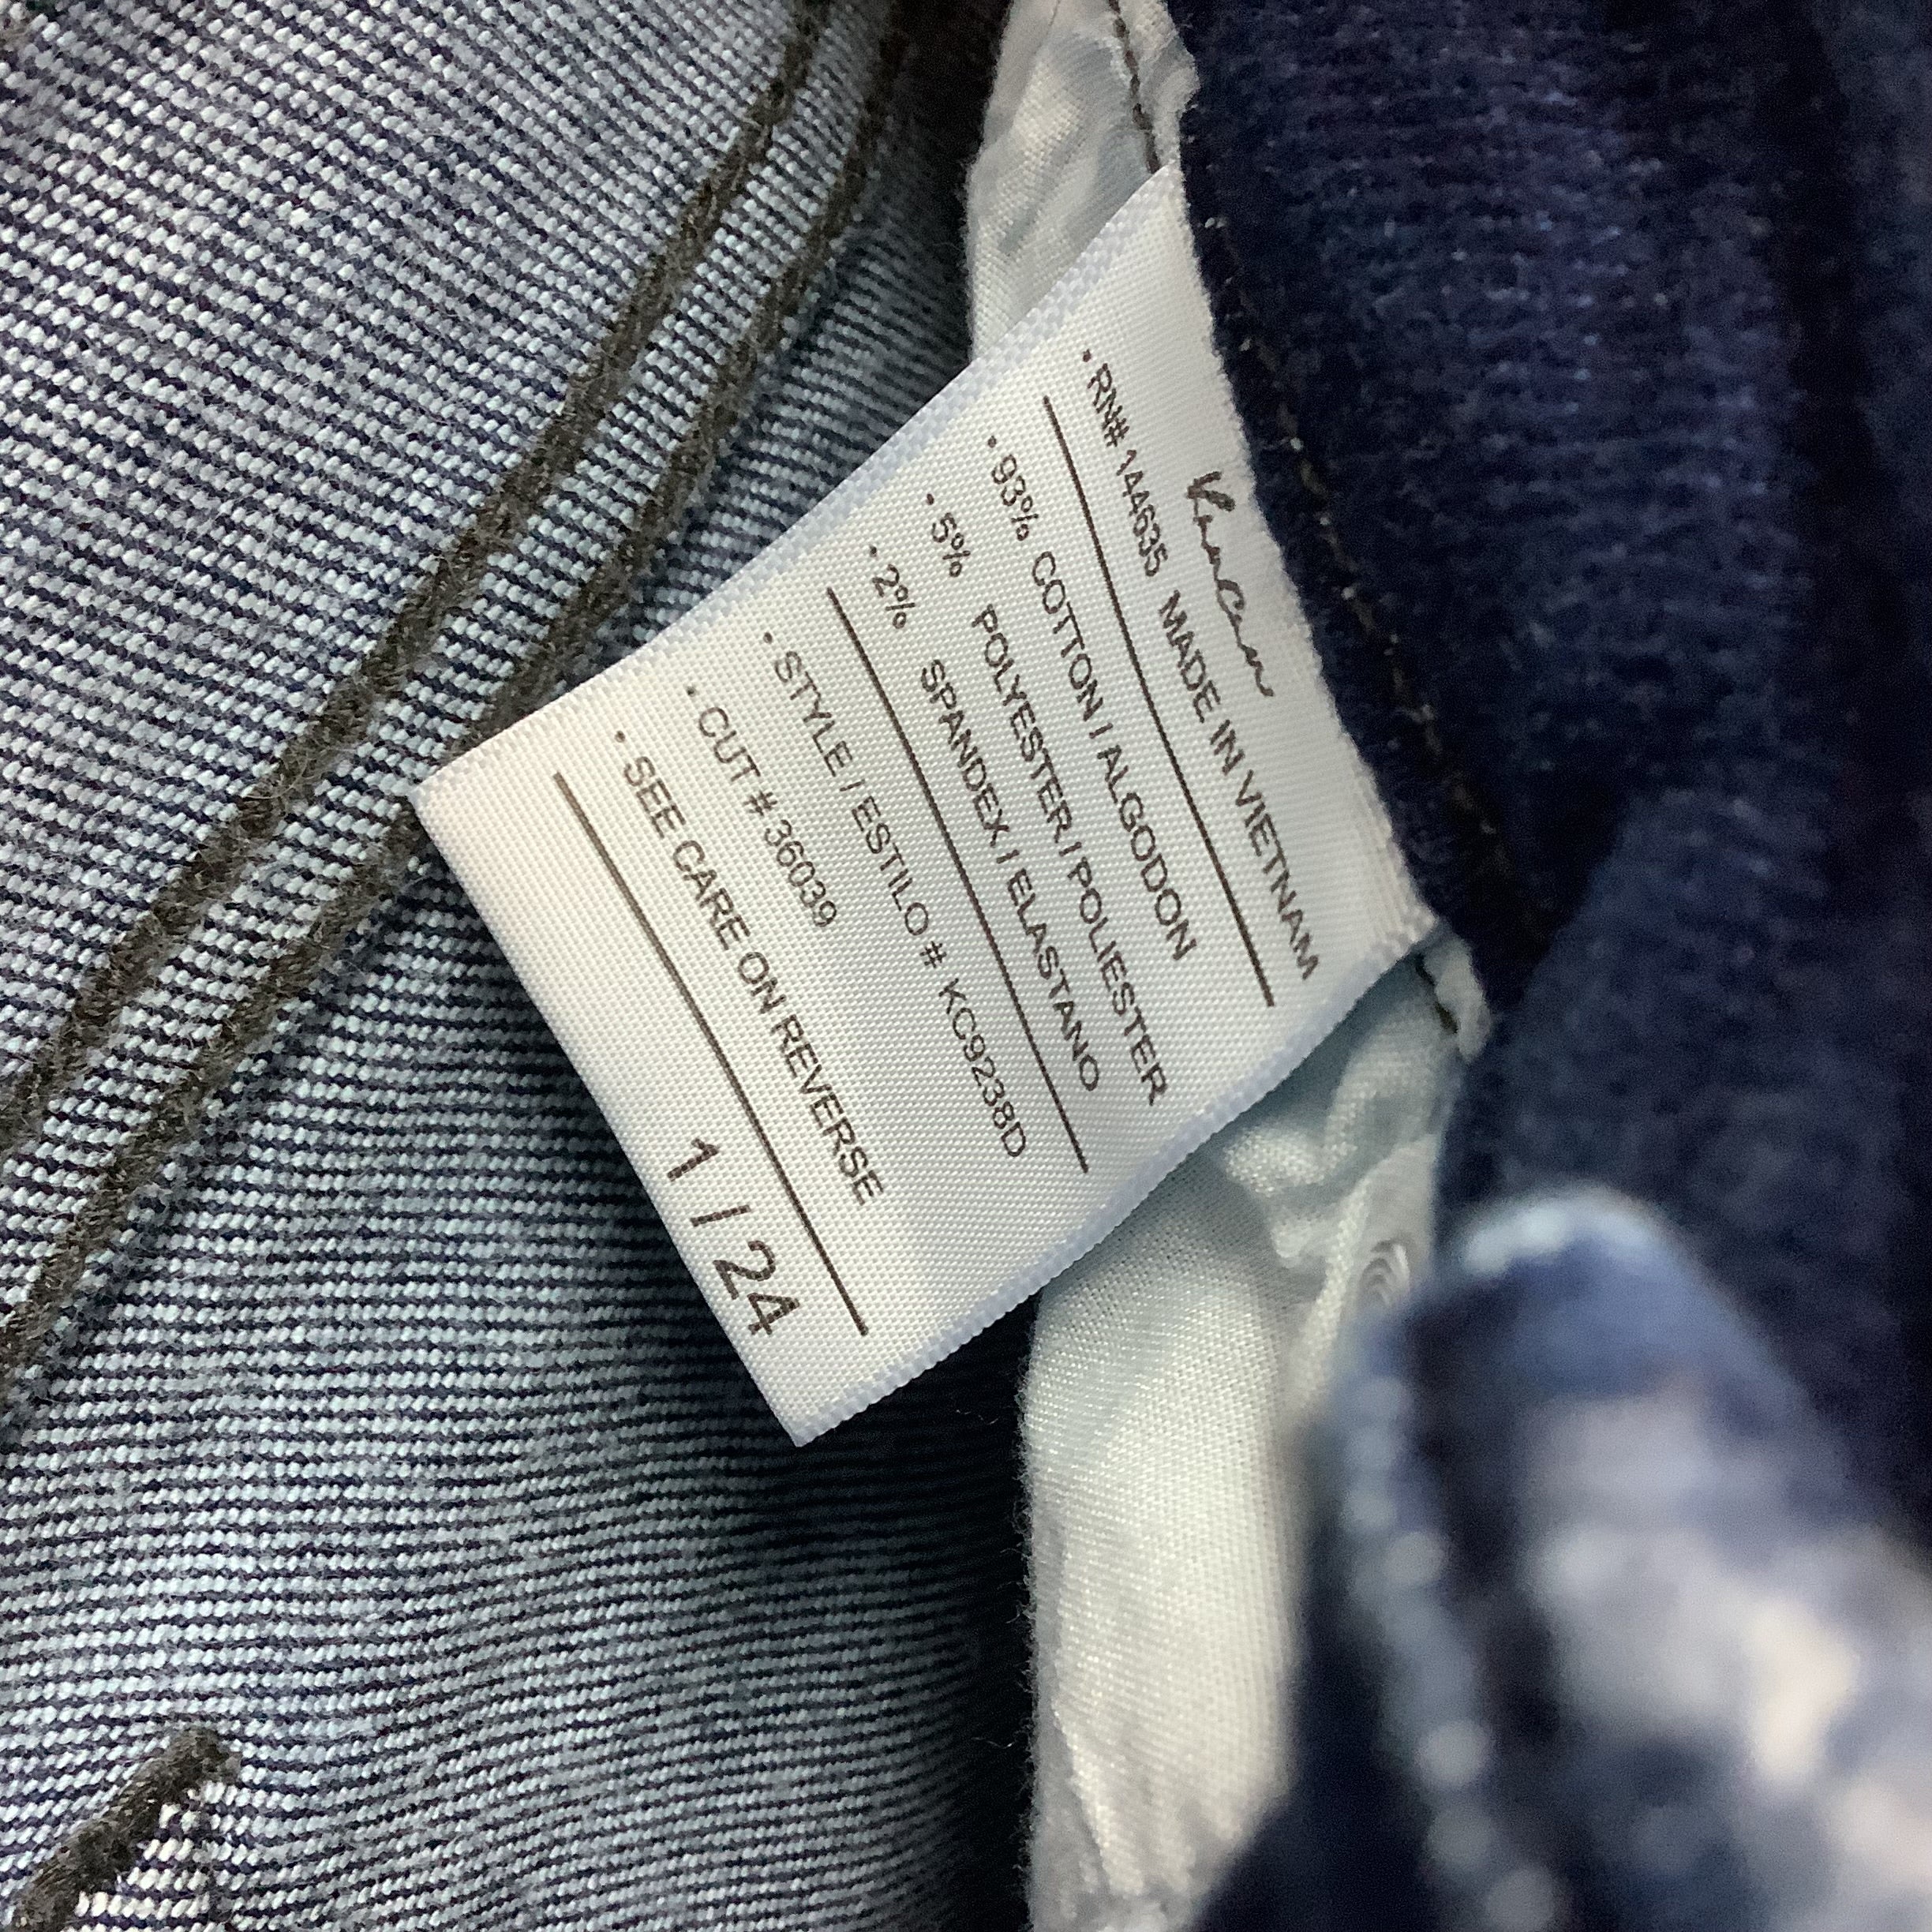 KanCan
• RN# 144635 MADE IN VIETNAM
• 93% COTTON / ALGODON
• 5% POLYESTER / POLIESTER
• 2% SPANDEX / ELASTANO
• STYLE / ESTILO # KC9238D
• CUT # 36039
• SEE CARE ON REVERSE
1 / 24